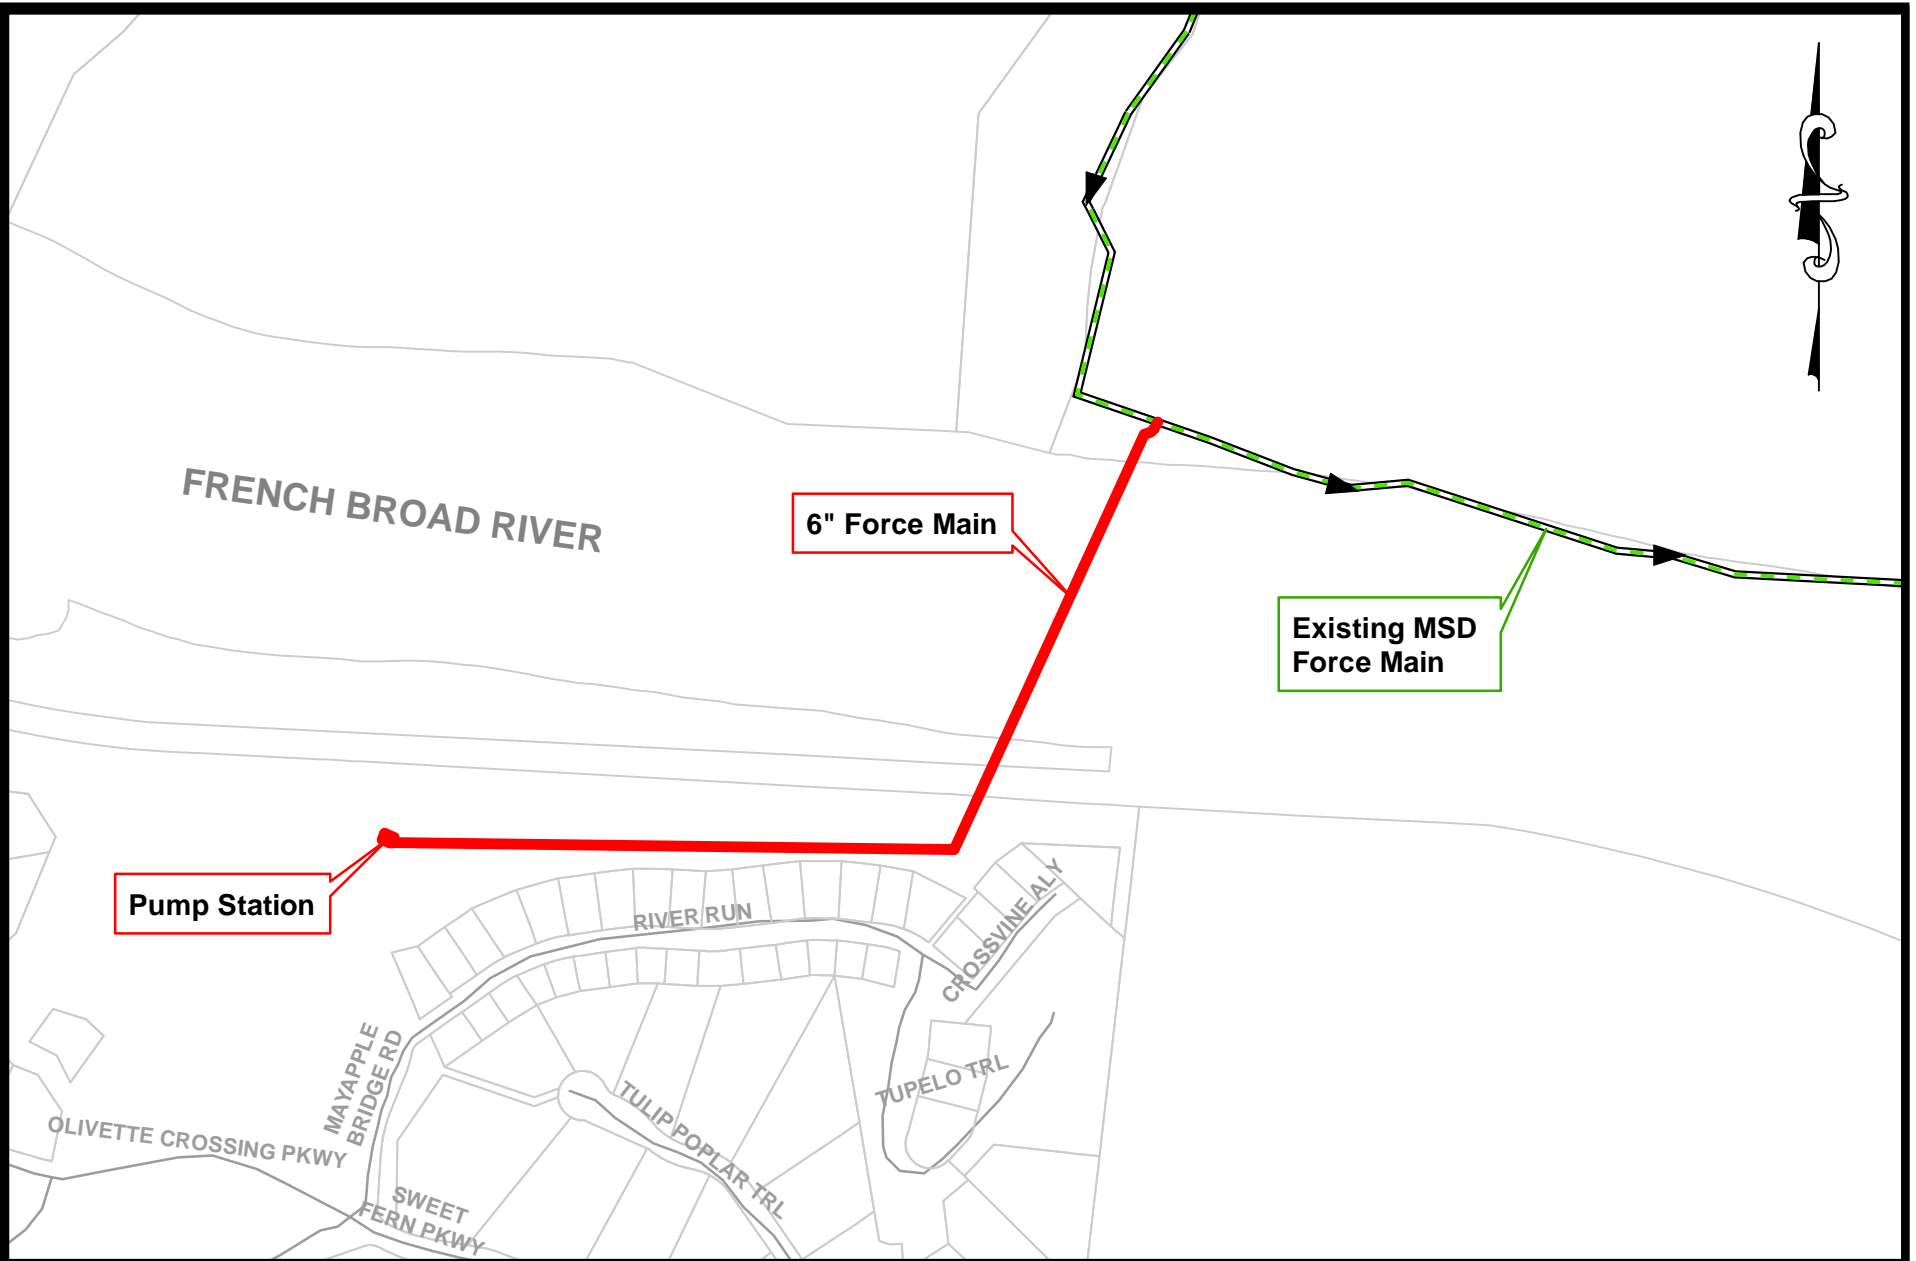 FRENCH BROAD RIVER
6" Force Main
Existing MSD
Force Main
Pump Station
RIVER RUN
CROSSVINE ALY
MAYAPPLE
BRIDGE RD
TUPELO TRL
TULIP POPLAR TRL
OLIVETTE CROSSING PKWY
SWEET
FERN PKWY